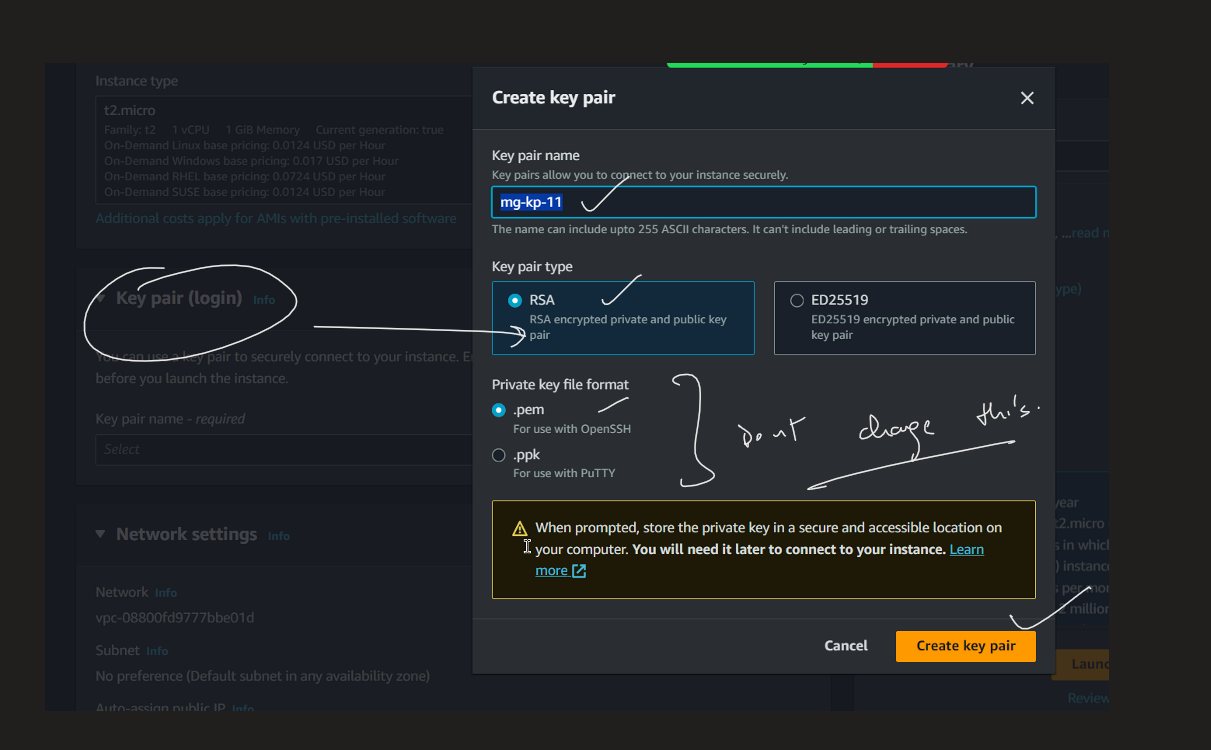 Instance type
t2.micro
Family: t2 1 vCPU 1 GiB Memory Current generation: true
On-Demand Linux base pricing: 0.0124 USD per Hour
On-Demand Windows base pricing: 0.017 USD per Hour
On-Demand RHEL base pricing: 0.0724 USD per Hour
On-Demand SUSE base pricing: 0.0124 USD per Hour
Additional costs apply for AMIs with pre-installed software
Key pair (login) Info
You can use a key pair to securely connect to your instance.
before you launch the instance.
Key pair name - required
Select
Network settings Info
Network Info
vpc-08800fd9777bbe01d
Subnet Info
No preference (Default subnet in any availability zone)
Auto-assign public IP Info
Create key pair
Key pair name
Key pairs allow you to connect to your instance securely.
mg-kp-11
The name can include upto 255 ASCII characters. It can't include leading or trailing spaces.
Key pair type
RSA
RSA encrypted private and public key
pair
ED25519
ED25519 encrypted private and public
key pair
Private key file format
.pem
For use with OpenSSH
.ppk
For use with PuTTY
Dont change this.
When prompted, store the private key in a secure and accessible location on
your computer. You will need it later to connect to your instance. Learn
more
Cancel
Create key pair
, ...read m
ype)
year
t2.micro
s in which
) instanc
s per mon
2 million
Launc
Review